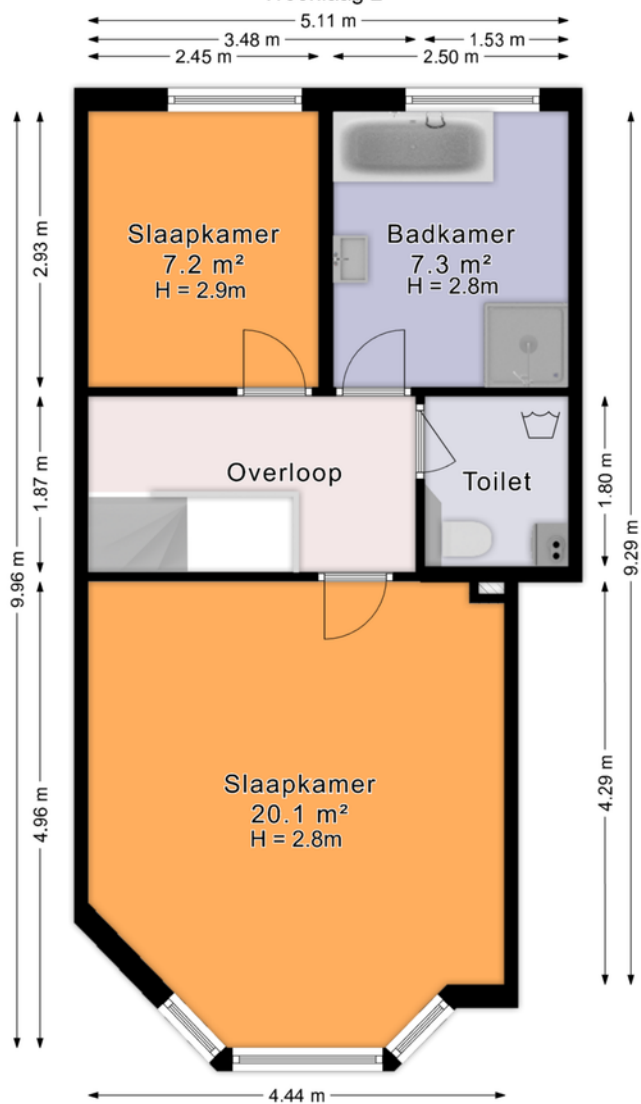 5.11 m
3.48 m
1.53 m
2.45 m
2.50 m
2.93 m
Slaapkamer
7.2 m²
H = 2.9m
Badkamer
7.3 m²
H = 2.8m
1.87 m
Overloop
Toilet
1.80 m
9.96 m
9.29 m
4.96 m
Slaapkamer
20.1 m²
H = 2.8m
4.29 m
4.44 m